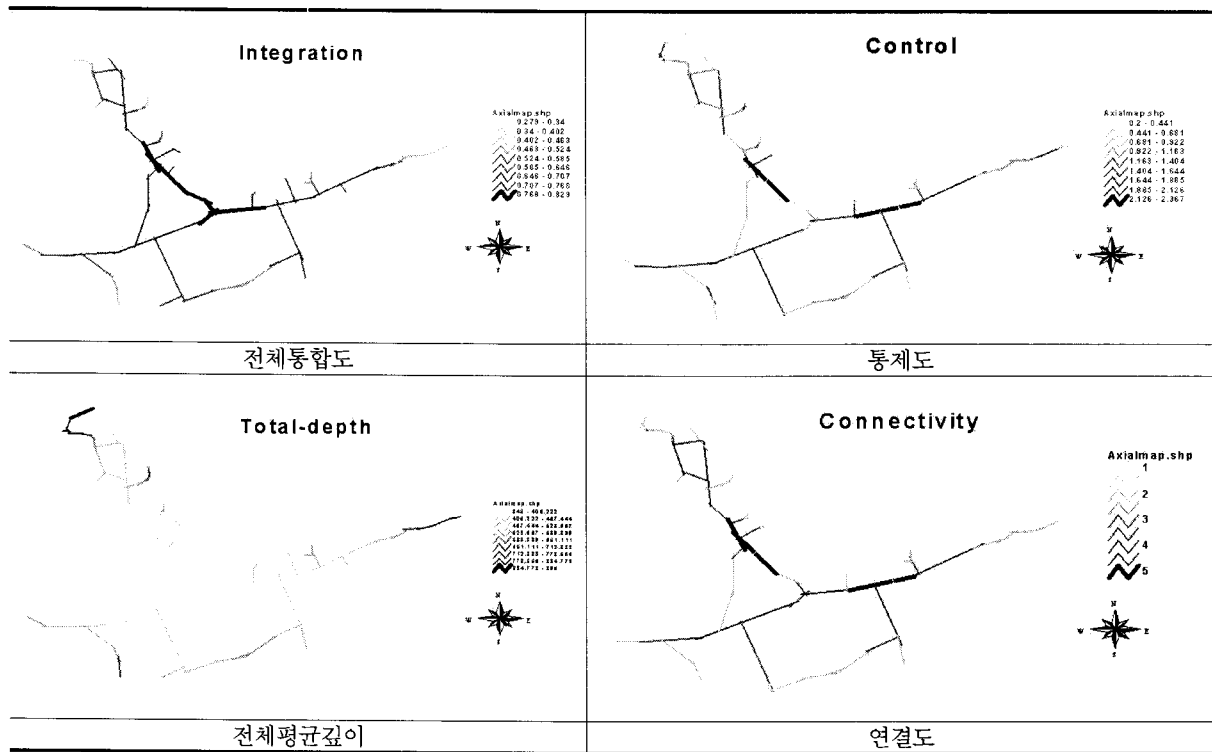 Integration
Axialmap.shp
0.279 - 0.34
0.34 - 0.402
0.402 - 0.463
0.463 - 0.524
0.524 - 0.585
0.585 - 0.646
0.646 - 0.707
0.707 - 0.768
0.768 - 0.829
N
W
E
S
전체통합도
Control
Axialmap.shp
0.2 - 0.441
0.441 - 0.681
0.681 - 0.922
0.922 - 1.163
1.163 - 1.404
1.404 - 1.644
1.644 - 1.885
1.885 - 2.126
2.126 - 2.367
N
W
E
S
통제도
Total-depth
Axialmap.shp
N
W
E
S
전체평균깊이
Connectivity
Axialmap.shp
1
2
3
4
5
N
W
E
S
연결도